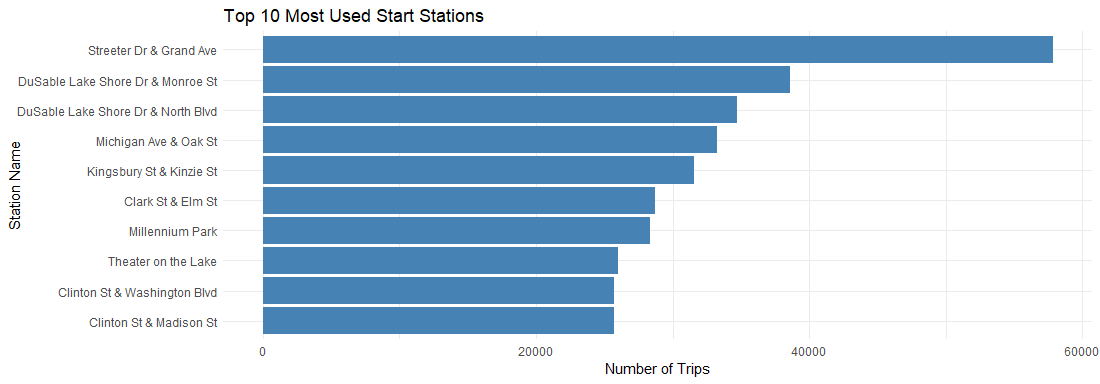 Top 10 Most Used Start Stations
Station Name
Streeter Dr & Grand Ave
DuSable Lake Shore Dr & Monroe St
DuSable Lake Shore Dr & North Blvd
Michigan Ave & Oak St
Kingsbury St & Kinzie St
Clark St & Elm St
Millennium Park
Theater on the Lake
Clinton St & Washington Blvd
Clinton St & Madison St
0 20000 40000 60000
Number of Trips